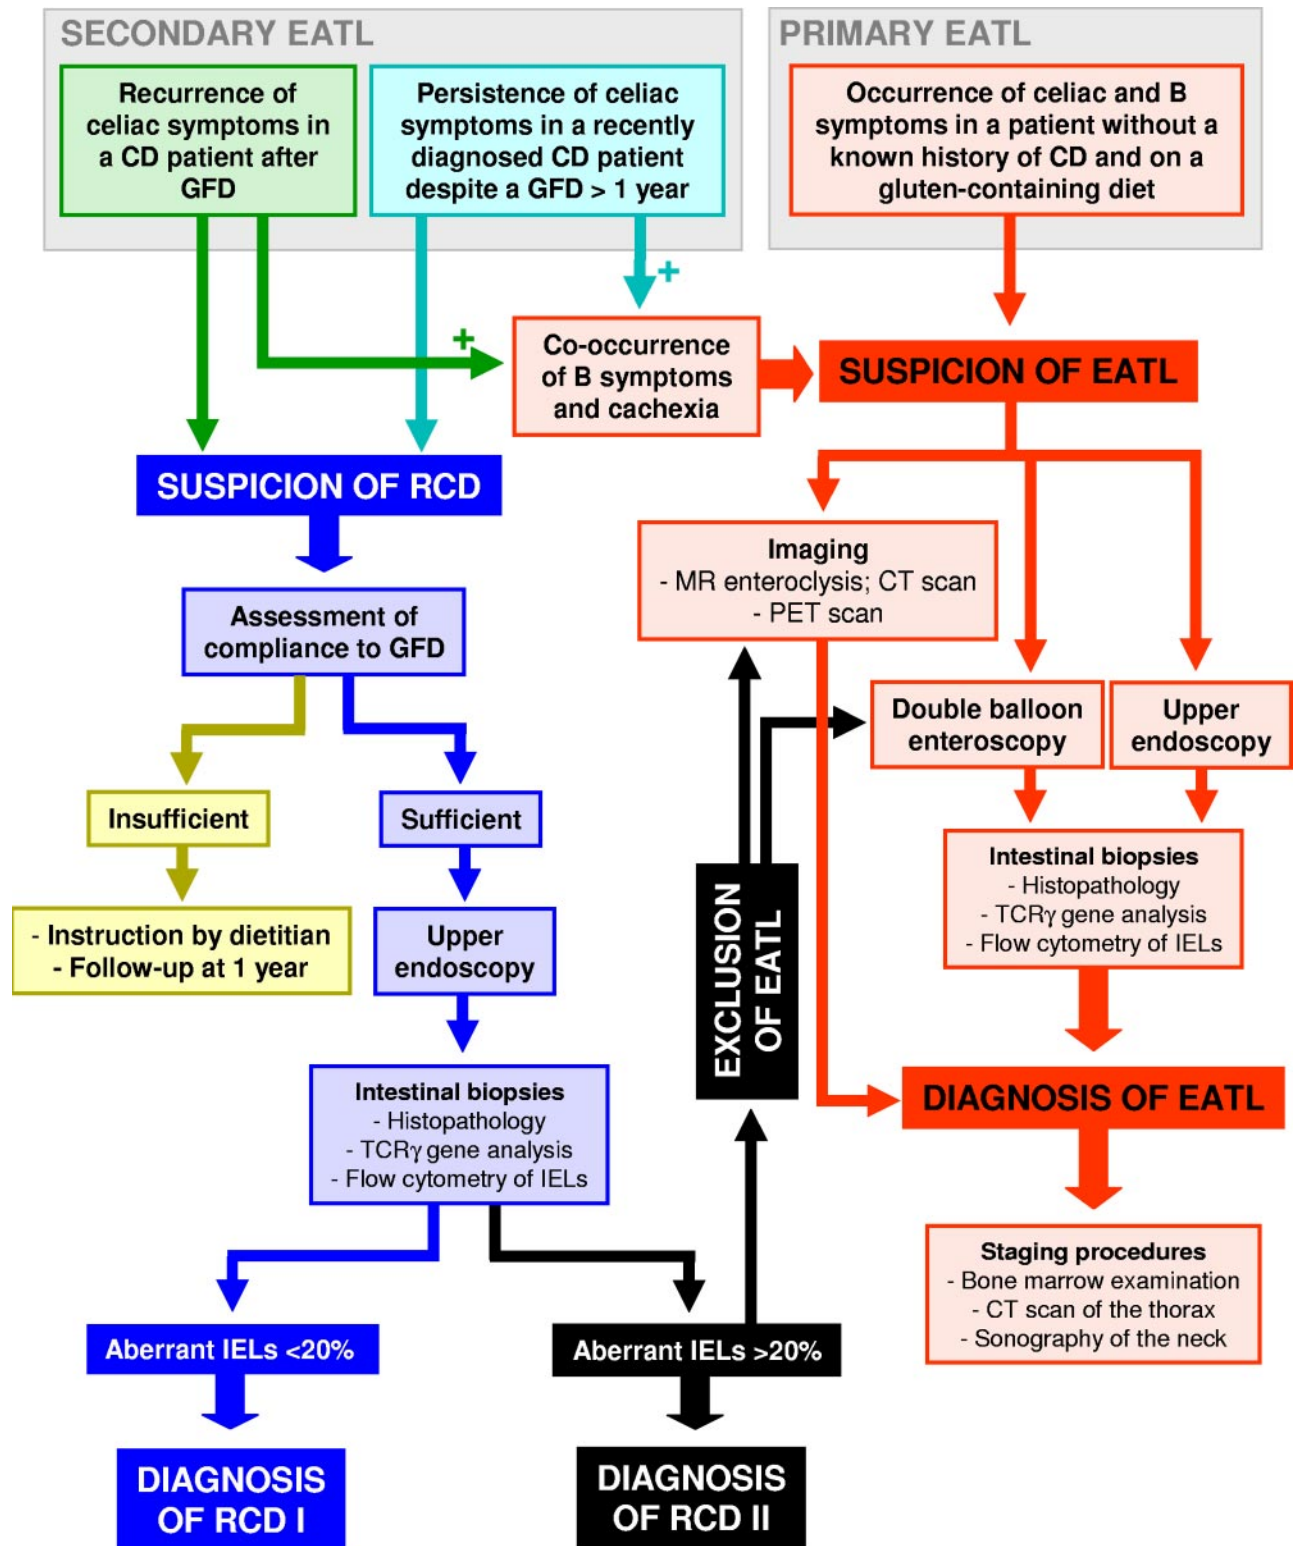 SECONDARY EATL
PRIMARY EATL
Recurrence of
celiac symptoms in
a CD patient after
GFD
Persistence of celiac
symptoms in a recently
diagnosed CD patient
despite a GFD > 1 year
Occurrence of celiac and B
symptoms in a patient without a
known history of CD and on a
gluten-containing diet
+
+
Co-occurrence
of B symptoms
and cachexia
SUSPICION OF EATL
SUSPICION OF RCD
Imaging
- MR enteroclysis; CT scan
- PET scan
Assessment of
compliance to GFD
Double balloon
enteroscopy
Upper
endoscopy
Insufficient
Sufficient
Intestinal biopsies
- Histopathology
- TCRγ gene analysis
- Flow cytometry of IELs
- Instruction by dietitian
- Follow-up at 1 year
Upper
endoscopy
EXCLUSION
OF EATL
Intestinal biopsies
- Histopathology
- TCRγ gene analysis
- Flow cytometry of IELs
DIAGNOSIS OF EATL
Staging procedures
- Bone marrow examination
- CT scan of the thorax
- Sonography of the neck
Aberrant IELs <20%
Aberrant IELs >20%
DIAGNOSIS
OF RCD I
DIAGNOSIS
OF RCD II